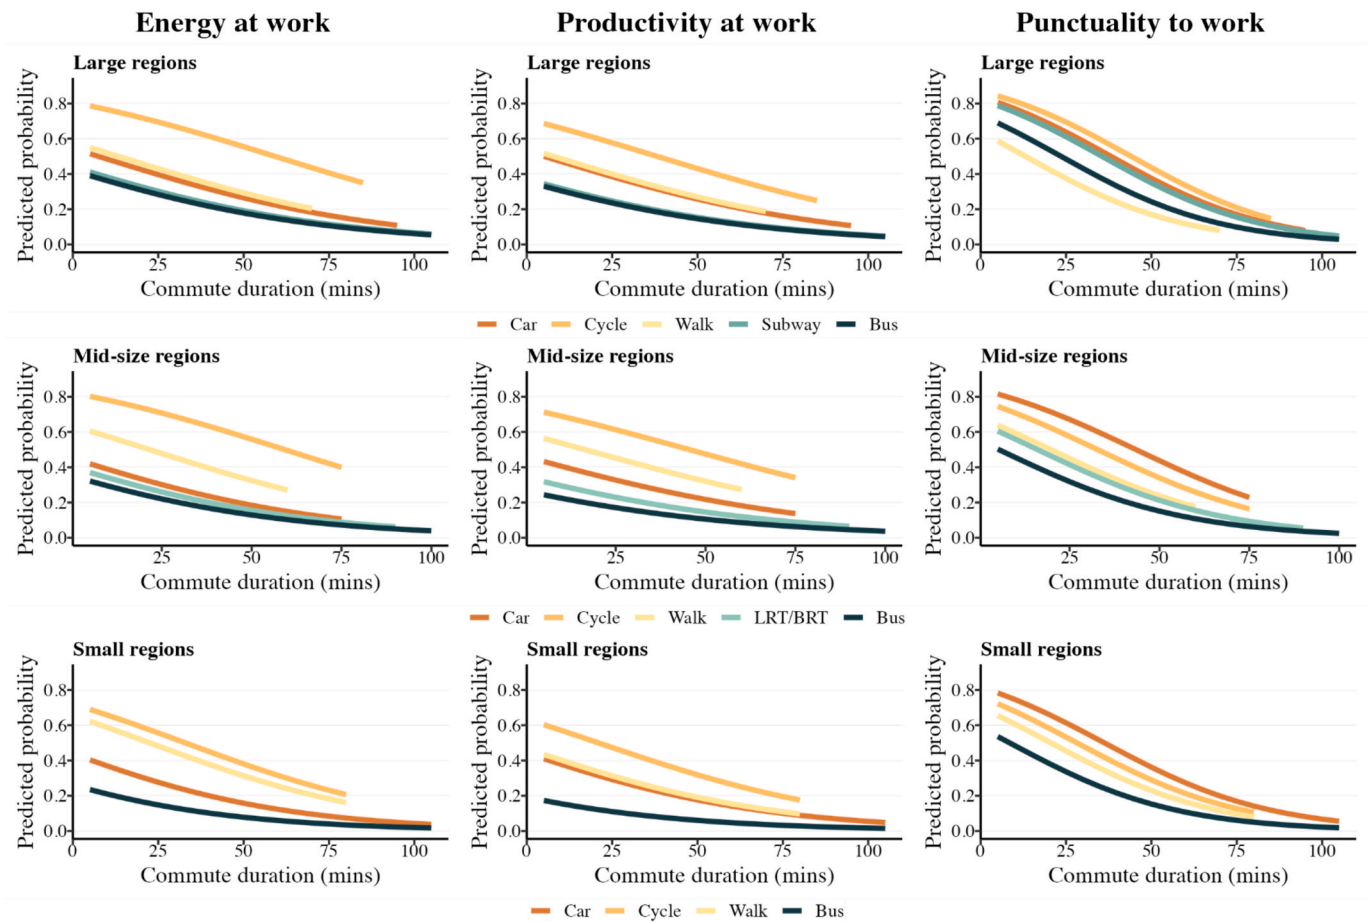 Energy at work Productivity at work Punctuality to work
Large regions Large regions Large regions
Predicted probability Predicted probability Predicted probability
0.8 0.8 0.8
0.6 0.6 0.6
0.4 0.4 0.4
0.2 0.2 0.2
0.0 0.0 0.0
0 25 50 75 100 0 25 50 75 100 0 25 50 75 100
Commute duration (mins) Commute duration (mins) Commute duration (mins)
Car Cycle Walk Subway Bus
Mid-size regions Mid-size regions Mid-size regions
Predicted probability Predicted probability Predicted probability
0.8 0.8 0.8
0.6 0.6 0.6
0.4 0.4 0.4
0.2 0.2 0.2
0.0 0.0 0.0
0 25 50 75 100 0 25 50 75 100 0 25 50 75 100
Commute duration (mins) Commute duration (mins) Commute duration (mins)
Car Cycle Walk LRT/BRT Bus
Small regions Small regions Small regions
Predicted probability Predicted probability Predicted probability
0.8 0.8 0.8
0.6 0.6 0.6
0.4 0.4 0.4
0.2 0.2 0.2
0.0 0.0 0.0
0 25 50 75 100 0 25 50 75 100 0 25 50 75 100
Commute duration (mins) Commute duration (mins) Commute duration (mins)
Car Cycle Walk Bus